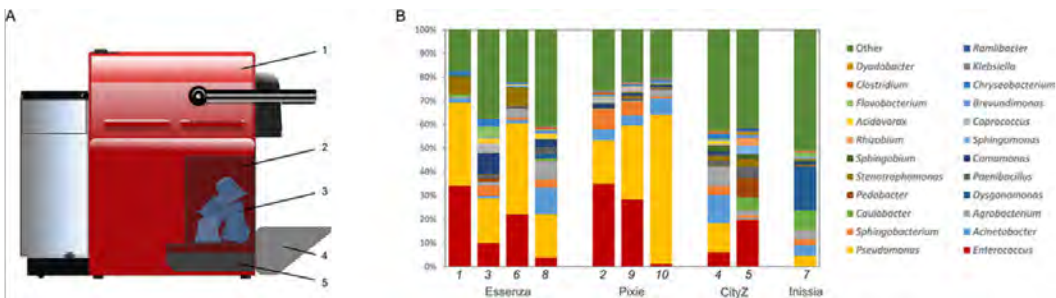 A
1
2
3
4
5
B
100%
90%
80%
70%
60%
50%
40%
30%
20%
10%
0%
1 3 6 8 2 9 10 4 5 7
Essenza Pixie CityZ Inissia
Other Ramlibacter
Dyadobacter Klebsiella
Clostridium Chryseobacterium
Flavobacterium Brevundimonas
Acidovorax Coprococcus
Rhizobium Sphingomonas
Sphingobium Comamonas
Stenotrophomonas Paenibacillus
Pedobacter Dysgonomonas
Caulobacter Agrobacterium
Sphingobacterium Acinetobacter
Pseudomonas Enterococcus